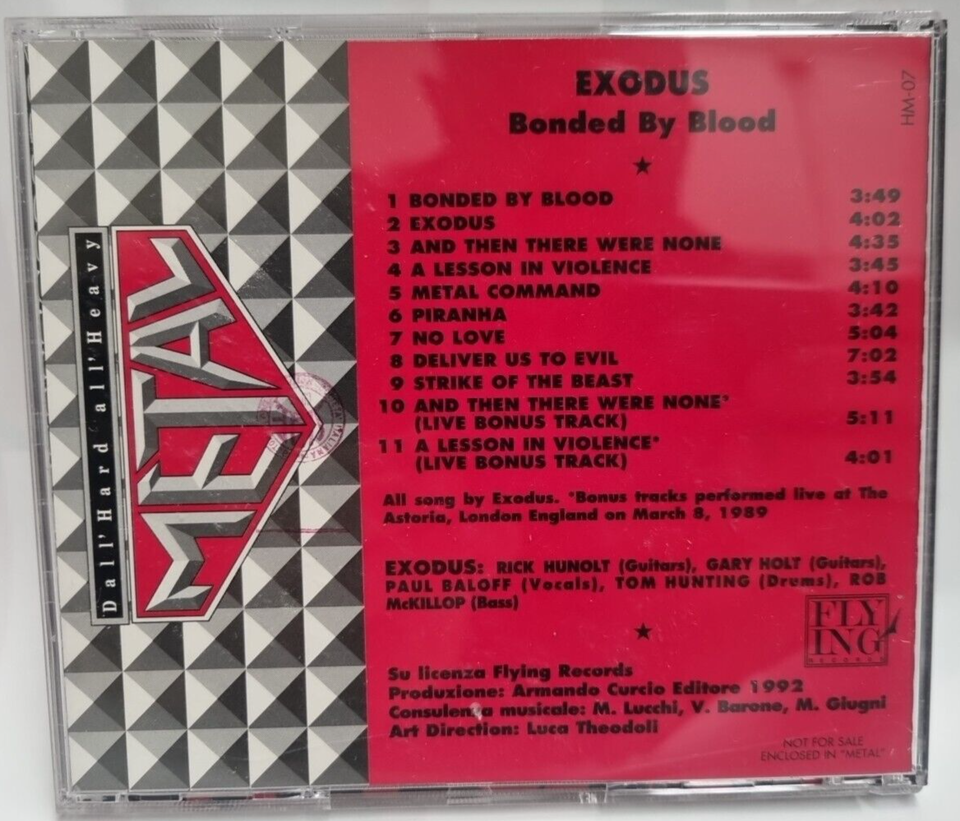 EXODUS
Bonded By Blood
HM-07
★
1 BONDED BY BLOOD 3:49
2 EXODUS 4:02
3 AND THEN THERE WERE NONE 4:35
4 A LESSON IN VIOLENCE 3:45
5 METAL COMMAND 4:10
6 PIRANHA 3:42
7 NO LOVE 5:04
8 DELIVER US TO EVIL 7:02
9 STRIKE OF THE BEAST 3:54
10 AND THEN THERE WERE NONE*
(LIVE BONUS TRACK) 5:11
11 A LESSON IN VIOLENCE*
(LIVE BONUS TRACK) 4:01
All song by Exodus. *Bonus tracks performed live at The
Astoria, London England on March 8, 1989
EXODUS: RICK HUNOLT (Guitars), GARY HOLT (Guitars),
PAUL BALOFF (Vocals), TOM HUNTING (Drums), ROB
McKILLOP (Bass)
★
FLY
ING
RECORDS
Su licenza Flying Records
Produzione: Armando Curcio Editore 1992
Consulenza musicale: M. Lucchi, V. Barone, M. Giugni
Art Direction: Luca Theodoli
NOT FOR SALE
ENCLOSED IN "METAL"
Dall'Hard all'Heavy
METAL